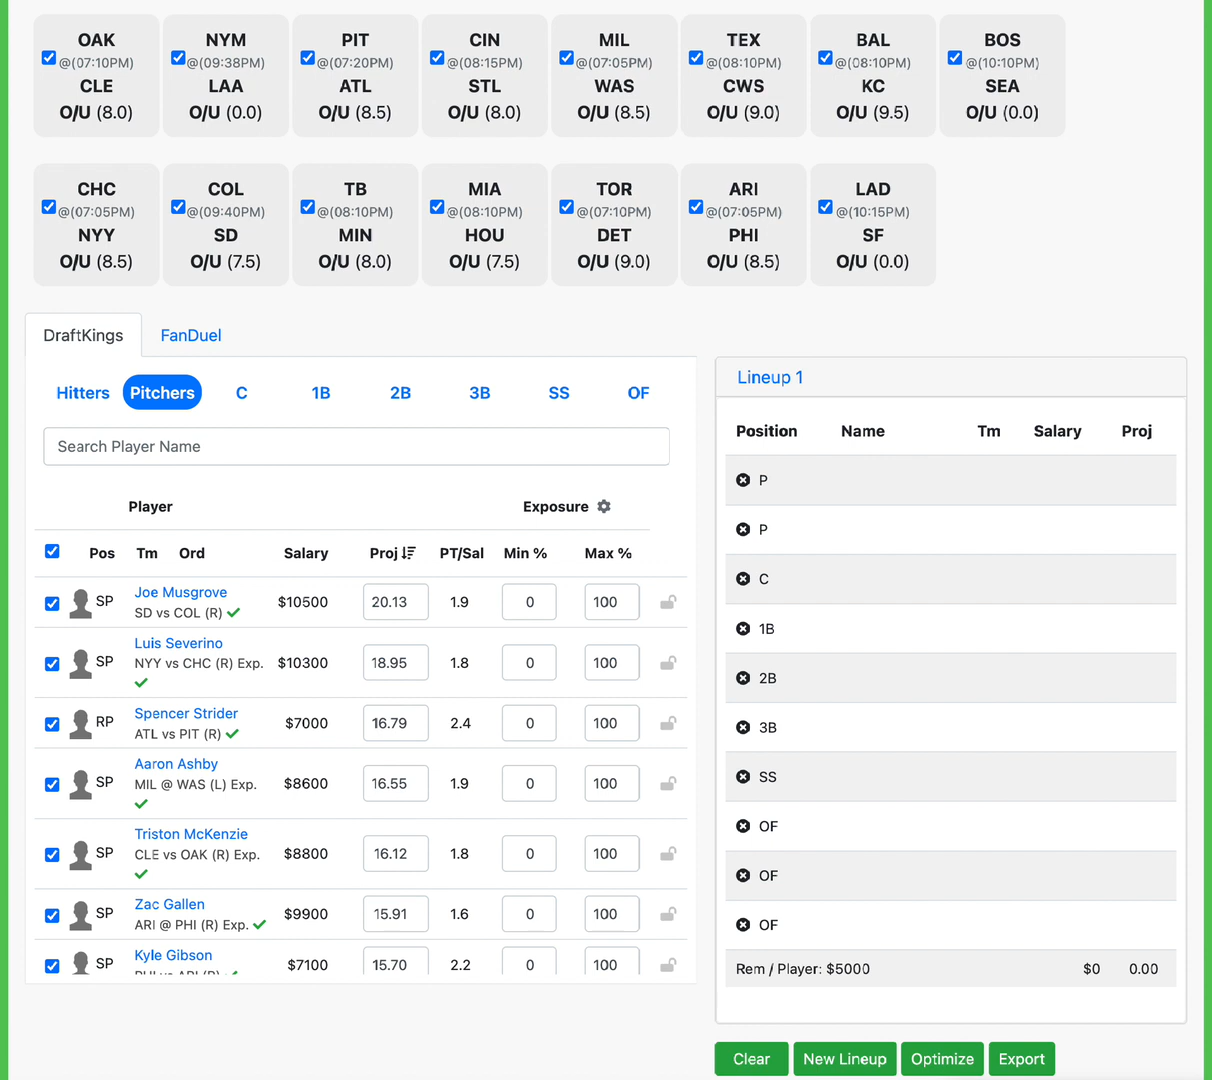 OAK NYM PIT CIN MIL TEX BAL BOS
@(07:10PM) @(09:38PM) @(07:20PM) @(08:15PM) @(07:05PM) @(08:10PM) @(08:10PM) @(10:10PM)
CLE LAA ATL STL WAS CWS KC SEA
O/U (8.0) O/U (0.0) O/U (8.5) O/U (8.0) O/U (8.5) O/U (9.0) O/U (9.5) O/U (0.0)
CHC COL TB MIA TOR ARI LAD
@(07:05PM) @(09:40PM) @(08:10PM) @(08:10PM) @(07:10PM) @(07:05PM) @(10:15PM)
NYY SD MIN HOU DET PHI SF
O/U (8.5) O/U (7.5) O/U (8.0) O/U (7.5) O/U (9.0) O/U (8.5) O/U (0.0)
DraftKings FanDuel
Hitters Pitchers C 1B 2B 3B SS OF
Search Player Name
Player Exposure
Pos Tm Ord Salary Proj PT/Sal Min % Max %
Joe Musgrove
SP $10500 20.13 1.9 0 100
SD vs COL (R)
Luis Severino
SP NYY vs CHC (R) Exp. $10300 18.95 1.8 0 100
Spencer Strider
RP $7000 16.79 2.4 0 100
ATL vs PIT (R)
Aaron Ashby
SP MIL @ WAS (L) Exp. $8600 16.55 1.9 0 100
Triston McKenzie
SP CLE vs OAK (R) Exp. $8800 16.12 1.8 0 100
Zac Gallen
SP $9900 15.91 1.6 0 100
ARI @ PHI (R) Exp.
Kyle Gibson
SP $7100 15.70 2.2 0 100
PHI vs ARI (R)
Lineup 1
Position Name Tm Salary Proj
P
P
C
1B
2B
3B
SS
OF
OF
OF
Rem / Player: $5000 $0 0.00
Clear New Lineup Optimize Export